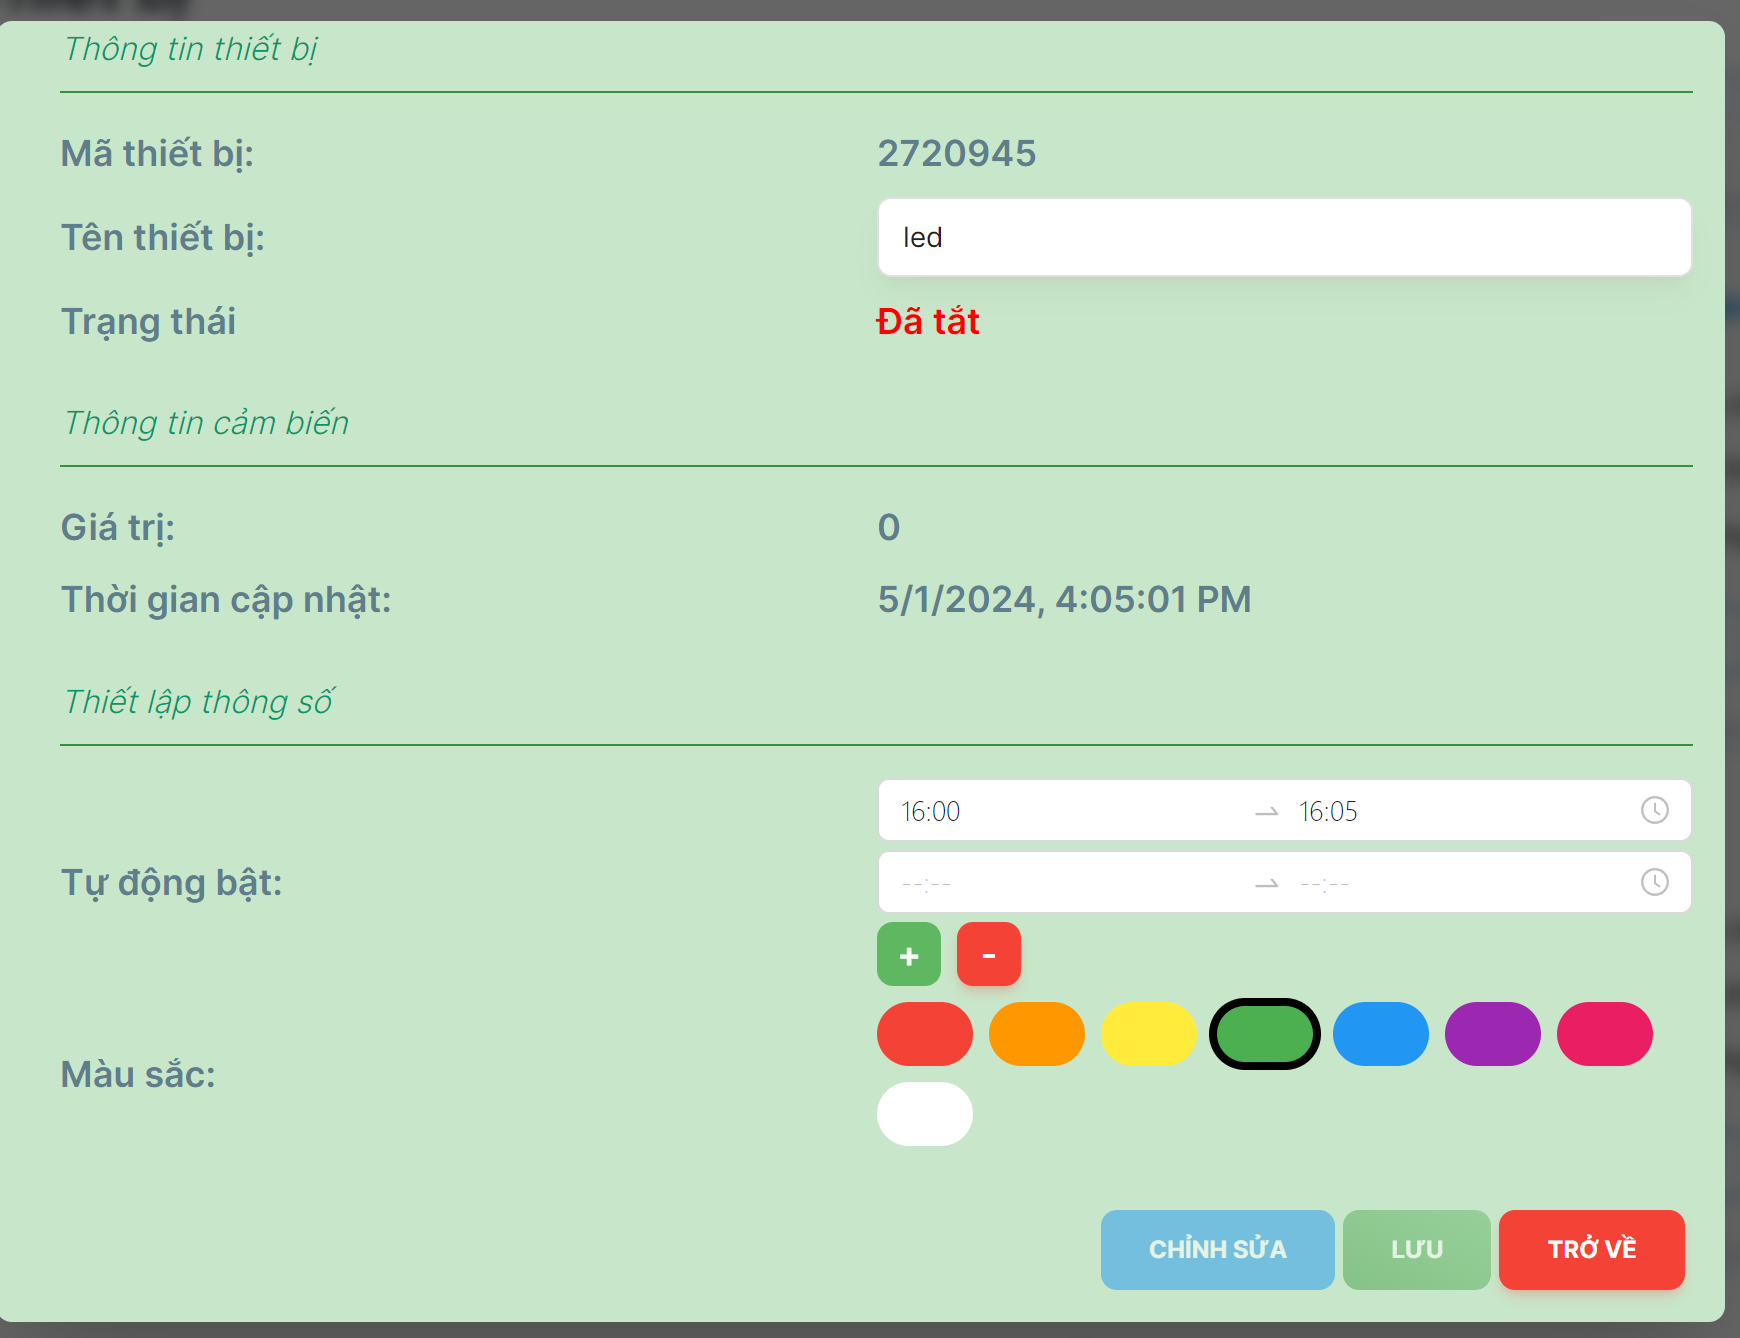 Thông tin thiết bị
Mã thiết bị: 2720945
Tên thiết bị: led
Trạng thái Đã tắt
Thông tin cảm biến
Giá trị: 0
Thời gian cập nhật: 5/1/2024, 4:05:01 PM
Thiết lập thông số
16:00 → 16:05
Tự động bật: --:-- → --:--
+ -
Màu sắc:
CHỈNH SỬA LƯU TRỞ VỀ